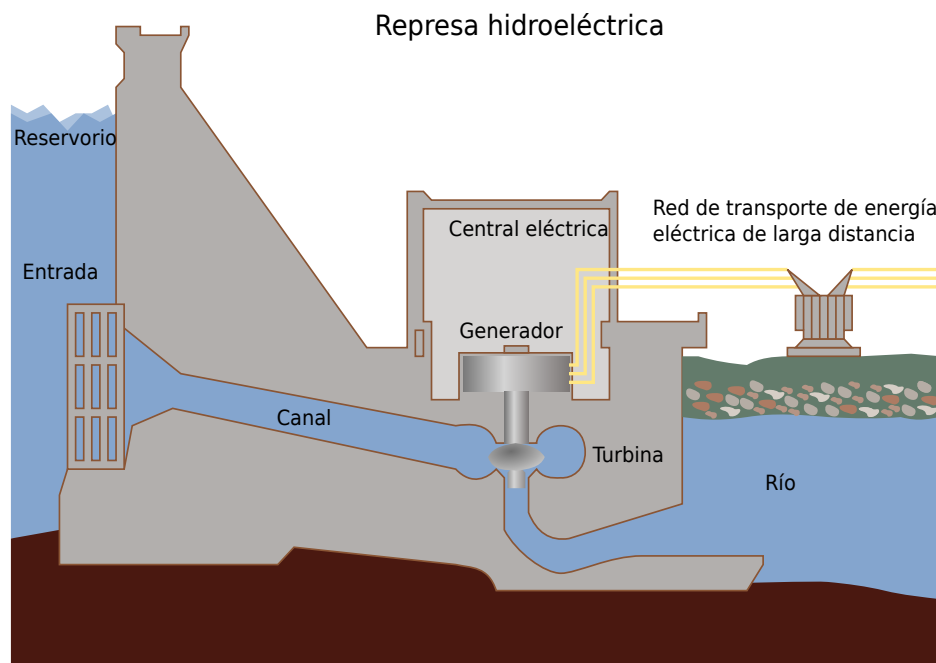 Represa hidroeléctrica
Reservorio
Entrada
Central eléctrica
Red de transporte de energía
eléctrica de larga distancia
Generador
Canal
Turbina
Río